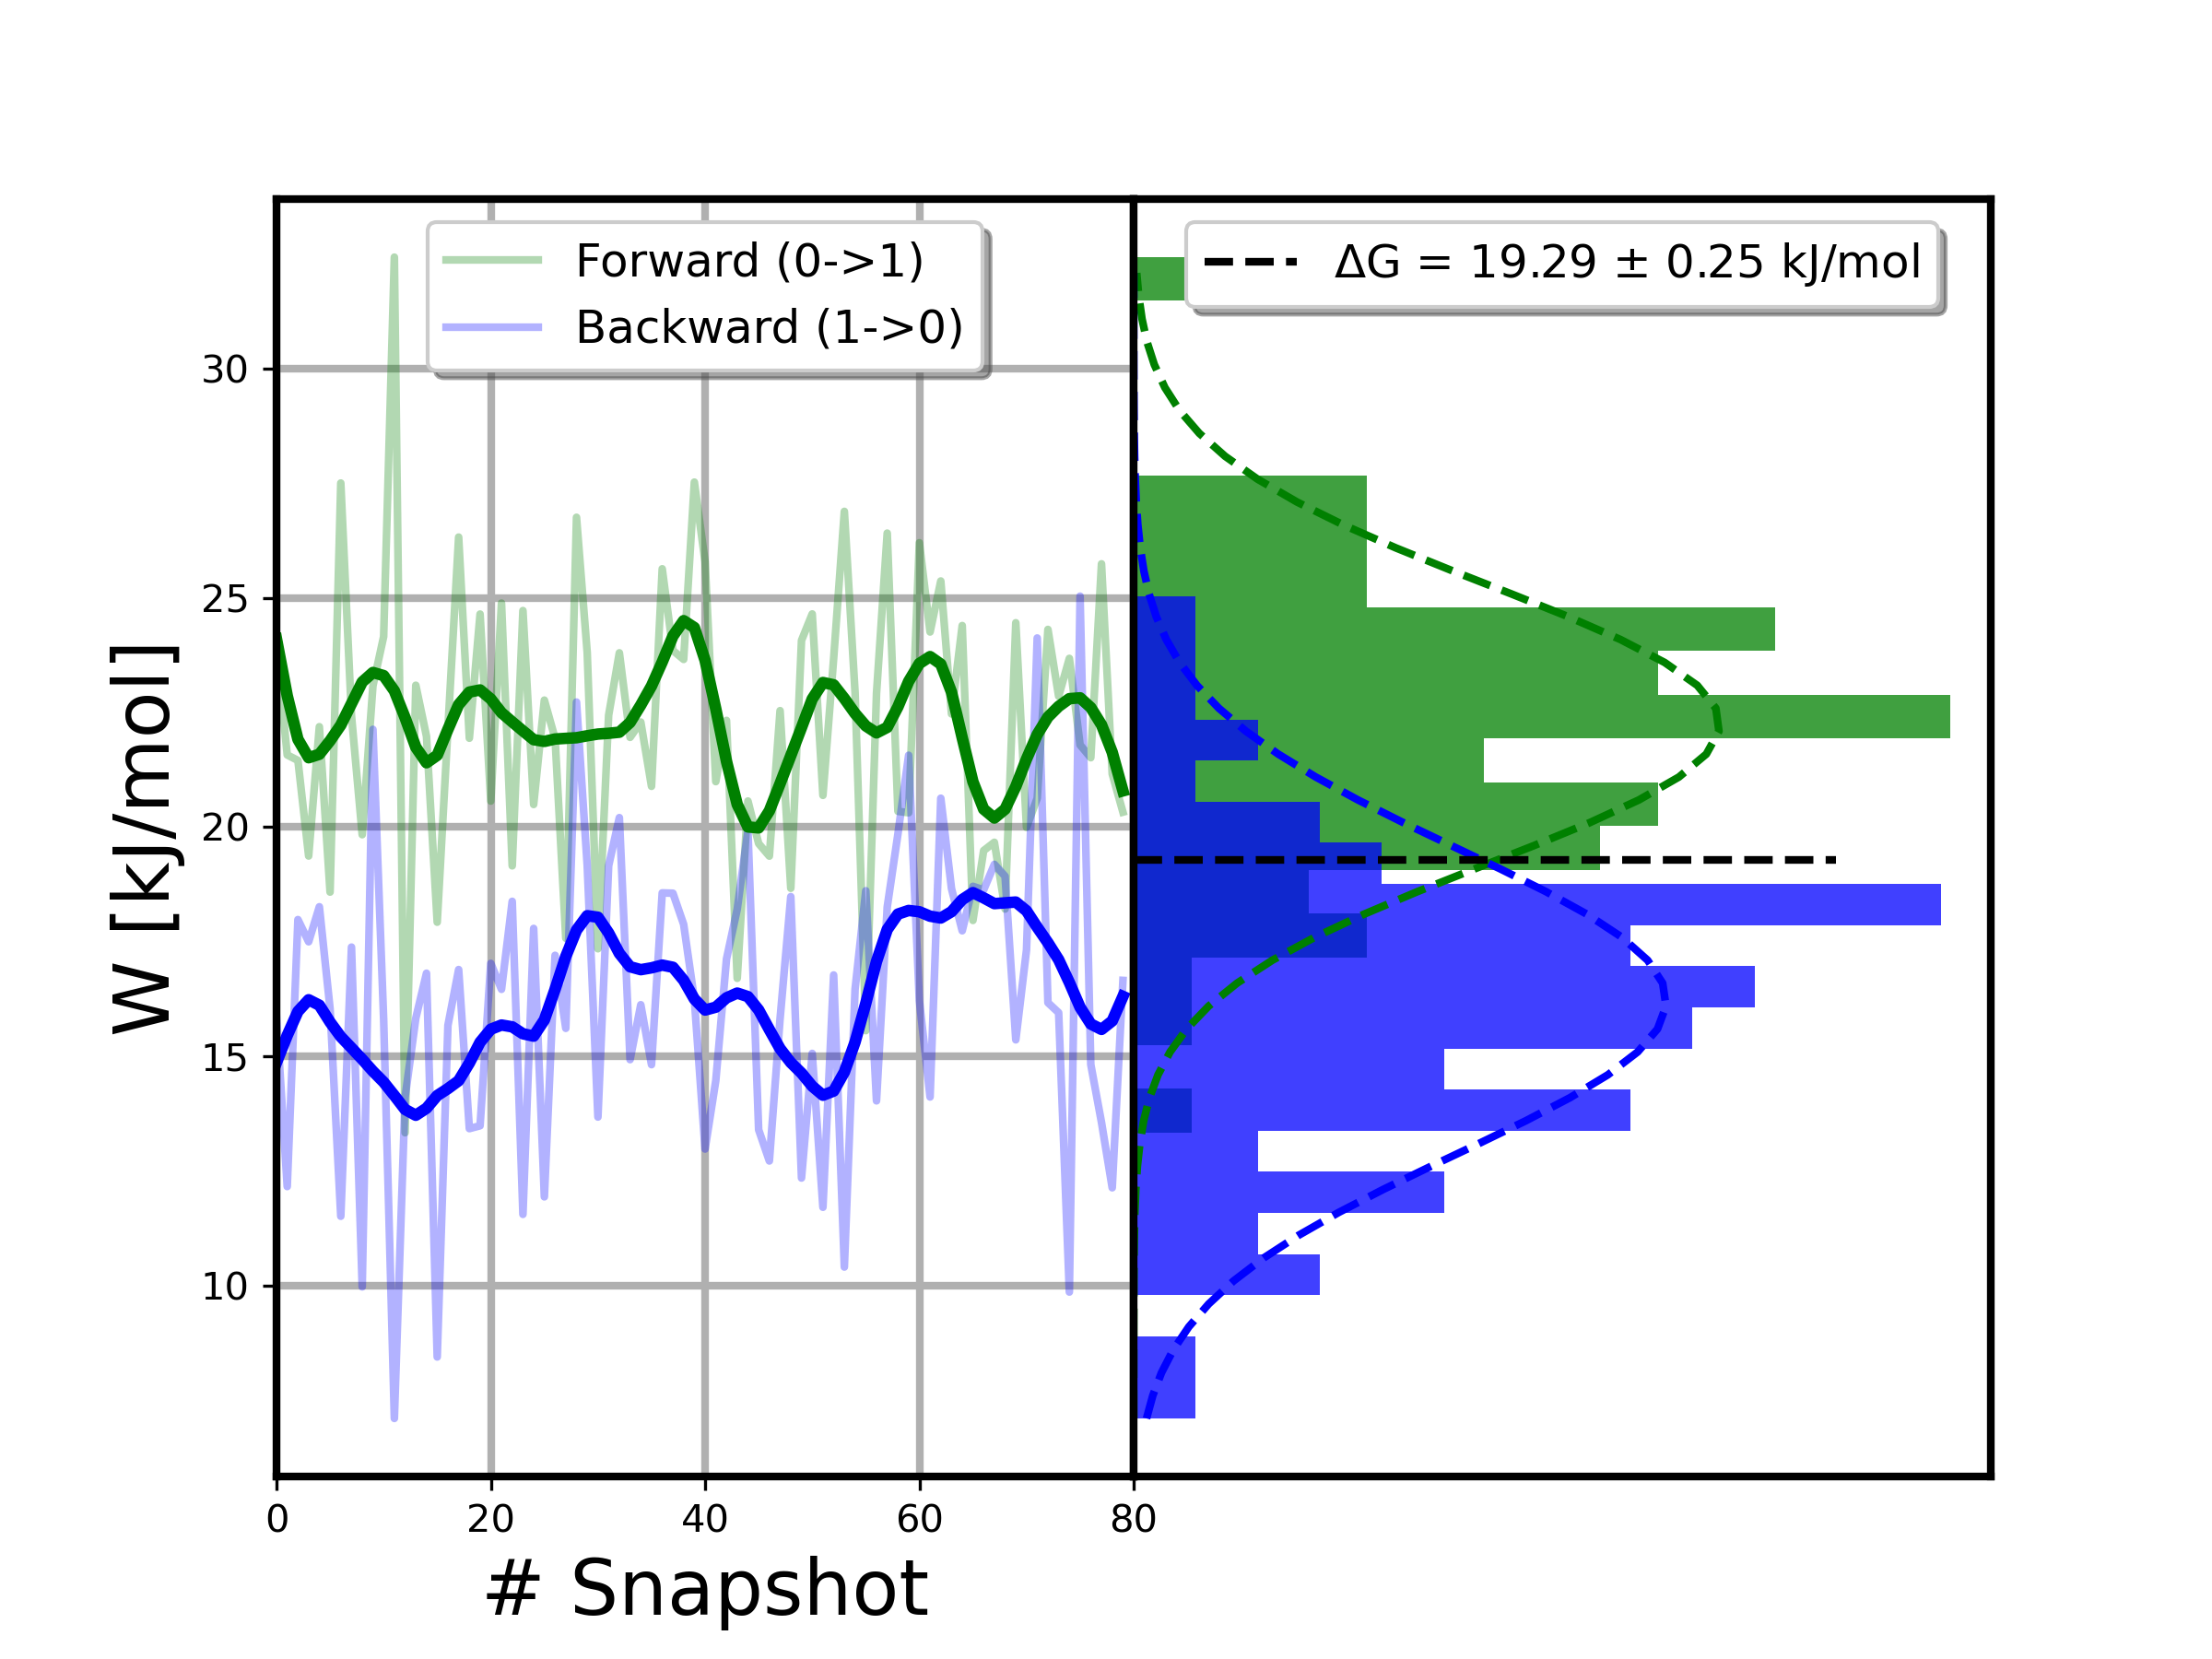 Forward (0->1)
Backward (1->0)
ΔG = 19.29 ± 0.25 kJ/mol
W [kJ/mol]
30
25
20
15
10
0 20 40 60 80
# Snapshot